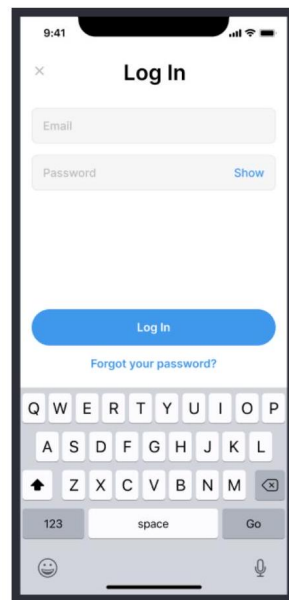 9:41
Log In
Email
Password Show
Log In
Forgot your password?
Q W E R T Y U I O P
A S D F G H J K L
Z X C V B N M
123 space Go